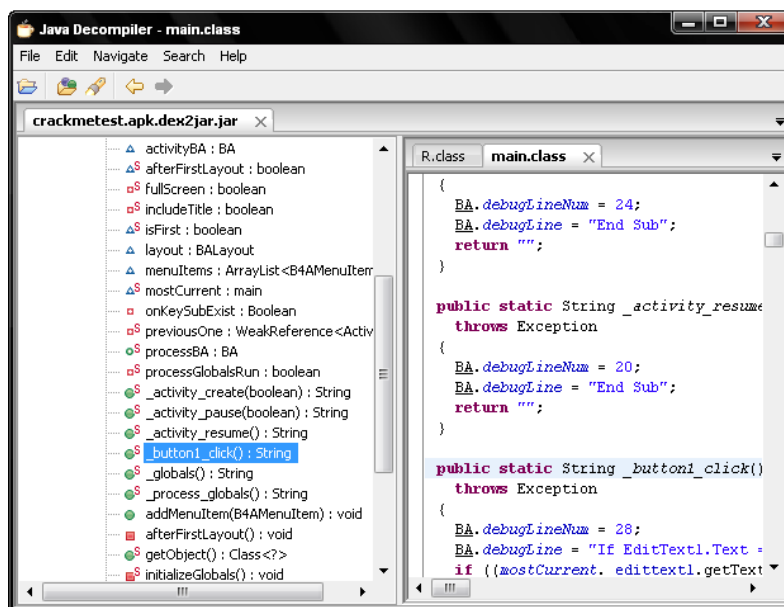 Java Decompiler - main.class
File Edit Navigate Search Help
crackmetest.apk.dex2jar.jar
activityBA : BA
afterFirstLayout : boolean
fullScreen : boolean
includeTitle : boolean
isFirst : boolean
layout : BALayout
menuItems : ArrayList<B4AMenuItem
mostCurrent : main
onKeySubExist : Boolean
previousOne : WeakReference<Activ
processBA : BA
processGlobalsRun : boolean
_activity_create(boolean) : String
_activity_pause(boolean) : String
_activity_resume() : String
_button1_click() : String
_globals() : String
_process_globals() : String
addMenuItem(B4AMenuItem) : void
afterFirstLayout() : void
getObject() : Class<?>
initializeGlobals() : void
R.class main.class
{
BA.debugLineNum = 24;
BA.debugLine = "End Sub";
return "";
}
public static String _activity_resume
throws Exception
{
BA.debugLineNum = 20;
BA.debugLine = "End Sub";
return "";
}
public static String _button1_click()
throws Exception
{
BA.debugLineNum = 28;
BA.debugLine = "If EditText1.Text =
if ((mostCurrent._edittext1.getText